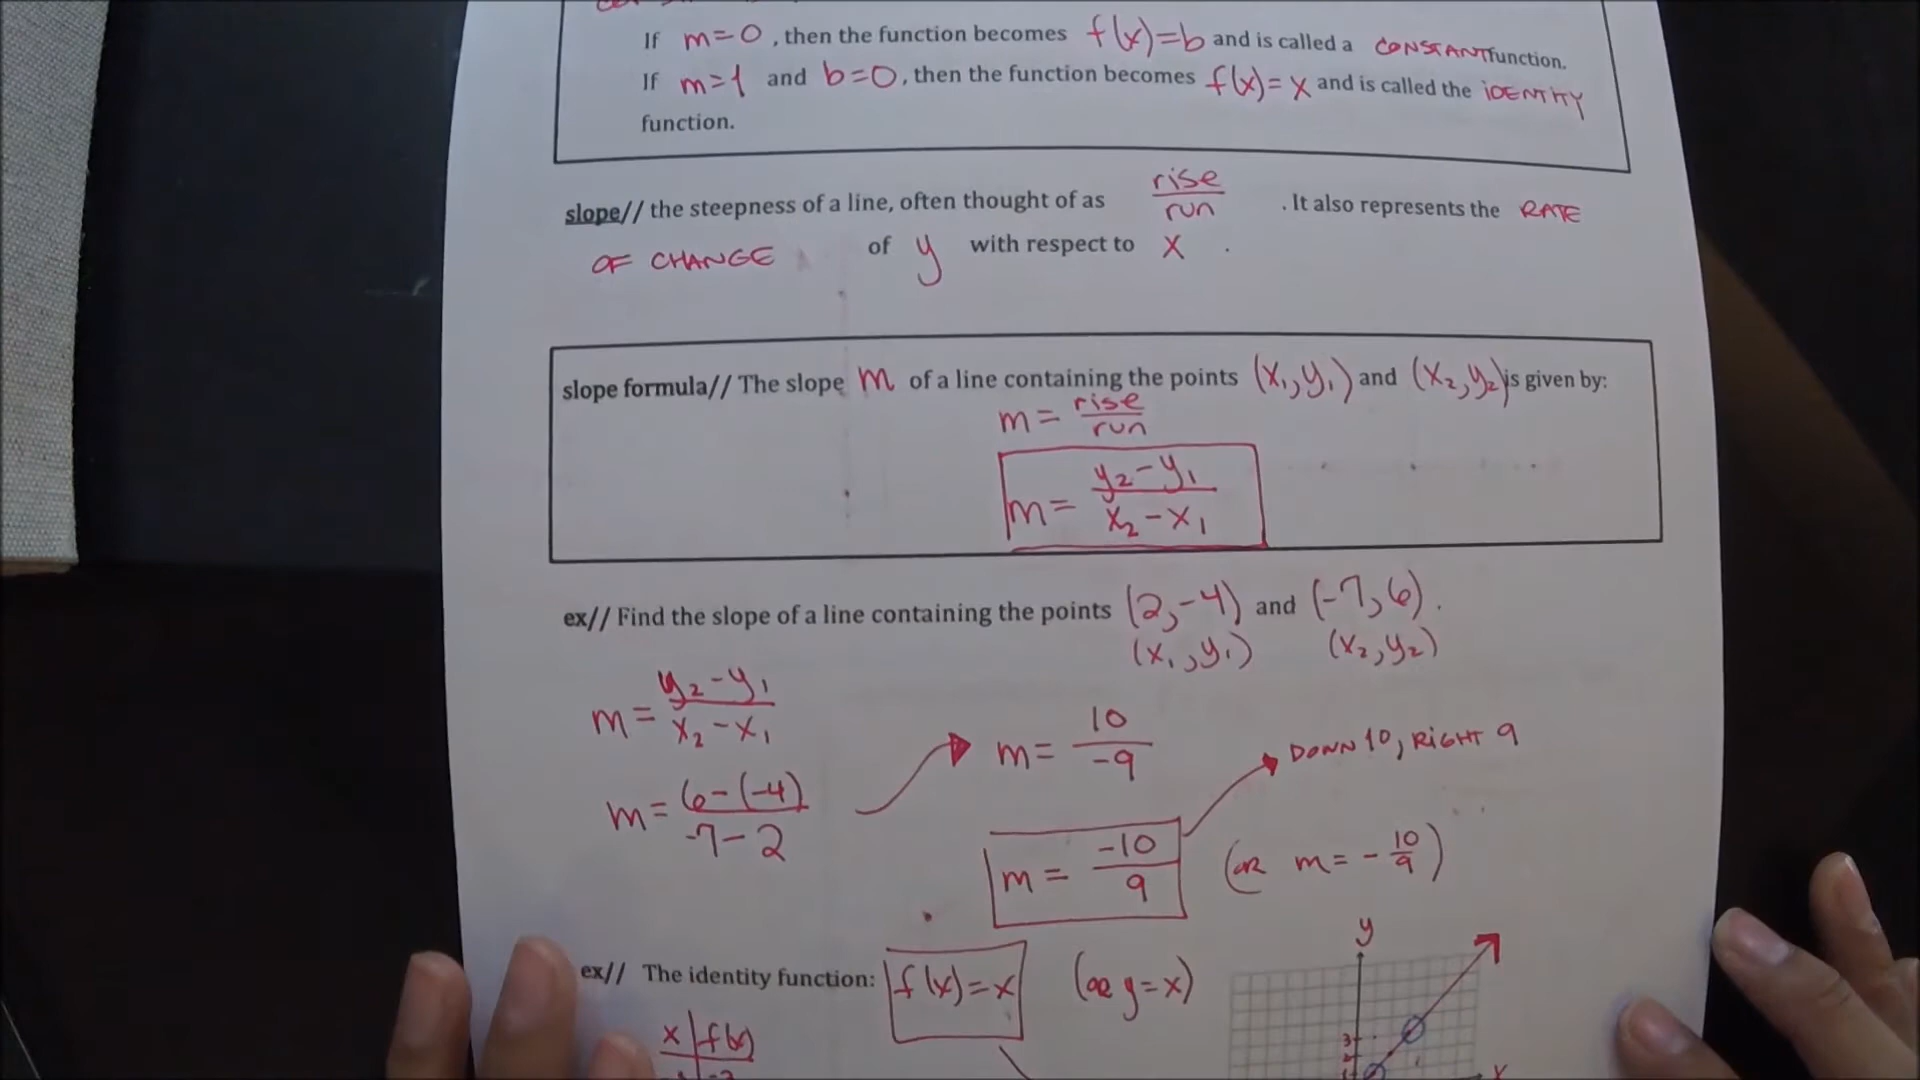 If m=0, then the function becomes f(x)=b and is called a CONSTANT function.
If m=1 and b=0, then the function becomes f(x)=x and is called the iDENTITY
function.
slope// the steepness of a line, often thought of as rise/run. It also represents the RATE
OF CHANGE of y with respect to x.
slope formula// The slope m of a line containing the points (x₁,y₁) and (x₂,y₂) is given by:
m = rise/run
m = (y₂-y₁)/(x₂-x₁)
ex// Find the slope of a line containing the points (2,-4) and (-7,6).
(x₁,y₁) (x₂,y₂)
m = (y₂-y₁)/(x₂-x₁)
m = (6-(-4))/(-7-2)
m = 10/-9
DOWN 10, RiGHT 9
m = -10/9 (OR m = -10/9)
ex// The identity function: f(x)=x (OR y=x)
x | f(x)
y
3
2
x